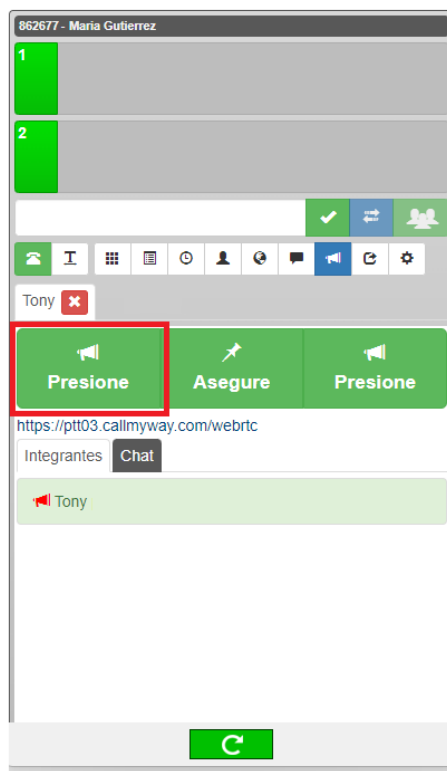 862677 - Maria Gutierrez
1
2
Tony
Presione Asegure Presione
https://ptt03.callmyway.com/webrtc
Integrantes Chat
Tony